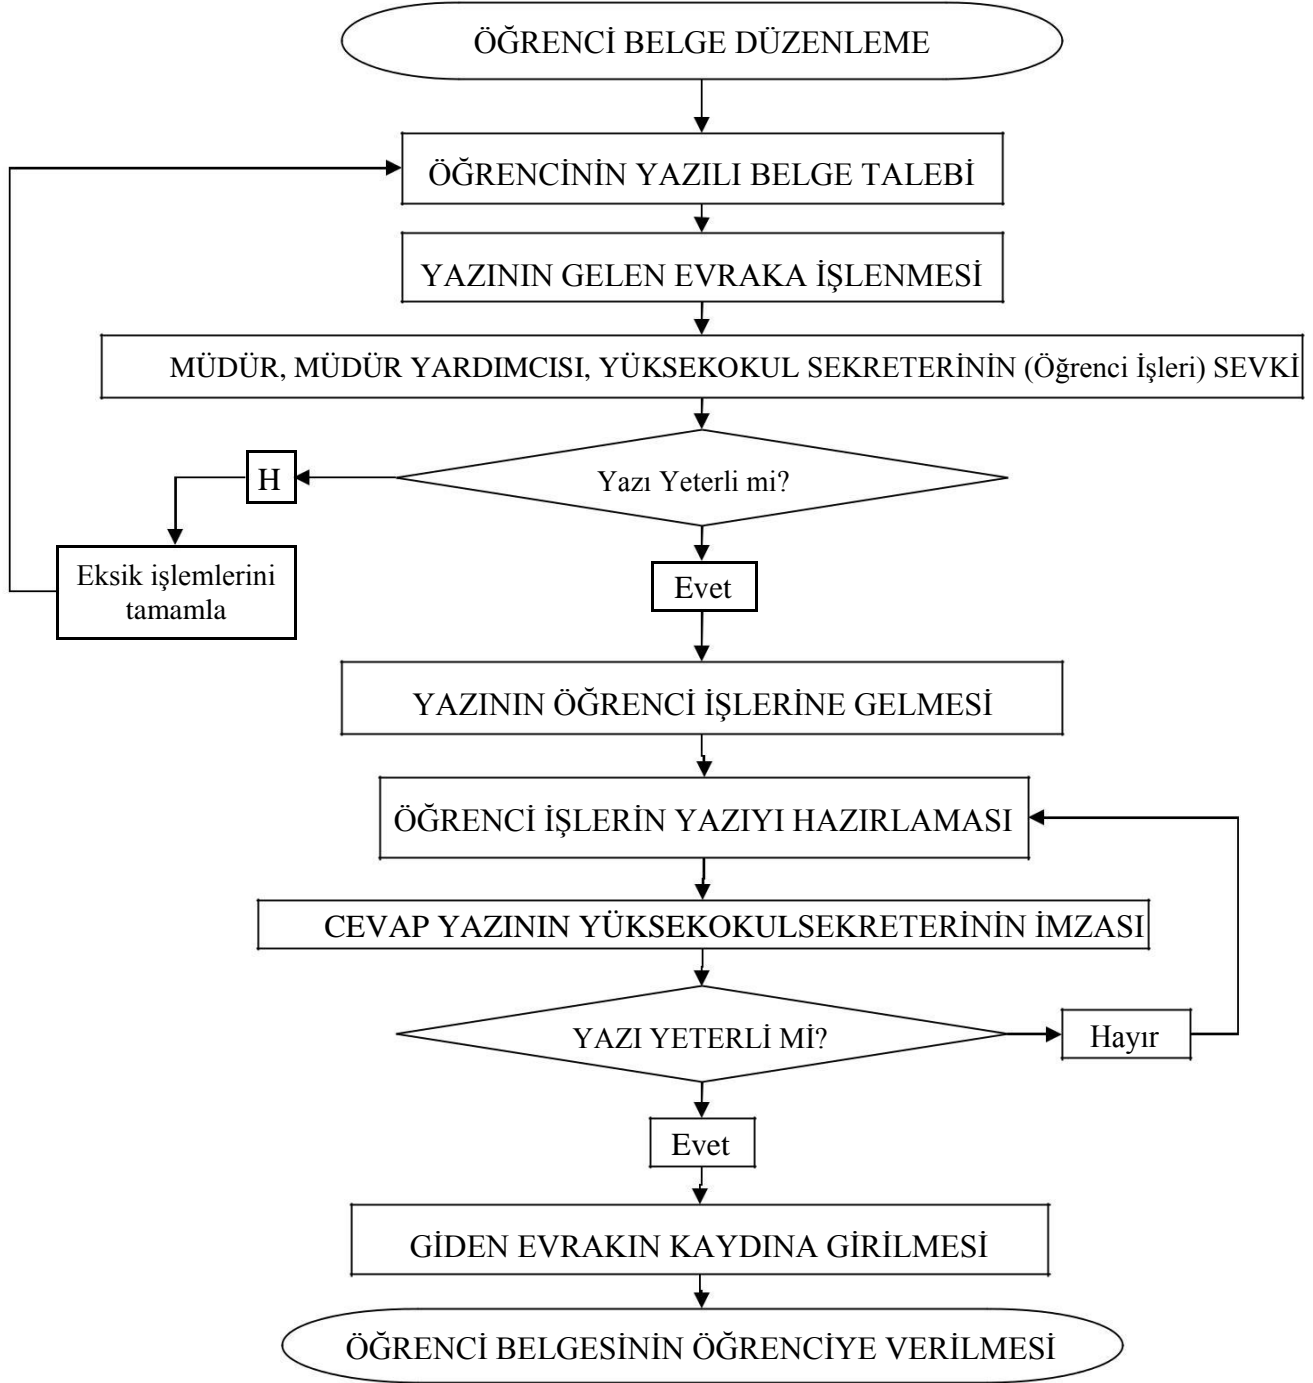 ÖĞRENCİ BELGE DÜZENLEME
ÖĞRENCİNİN YAZILI BELGE TALEBİ
YAZININ GELEN EVRAKA İŞLENMESİ
MÜDÜR, MÜDÜR YARDIMCISI, YÜKSEKOKUL SEKRETERİNİN (Öğrenci İşleri) SEVKİ
Yazı Yeterli mi?
H
Eksik işlemlerini
tamamla
Evet
YAZININ ÖĞRENCİ İŞLERİNE GELMESİ
ÖĞRENCİ İŞLERİN YAZIYI HAZIRLAMASI
CEVAP YAZININ YÜKSEKOKULSEKRETERİNİN İMZASI
YAZI YETERLİ Mİ?
Hayır
Evet
GİDEN EVRAKIN KAYDINA GİRİLMESİ
ÖĞRENCİ BELGESİNİN ÖĞRENCİYE VERİLMESİ